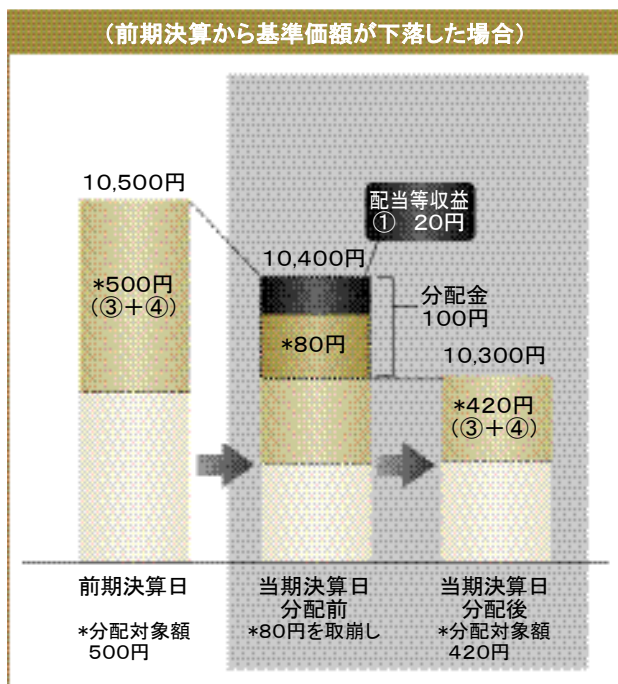 (前期決算から基準価額が下落した場合)
10,500円
配当等収益
① 20円
10,400円
*500円
(③+④)
分配金
100円
*80円
10,300円
*420円
(③+④)
前期決算日
*分配対象額
500円
当期決算日
分配前
*80円を取崩し
当期決算日
分配後
*分配対象額
420円